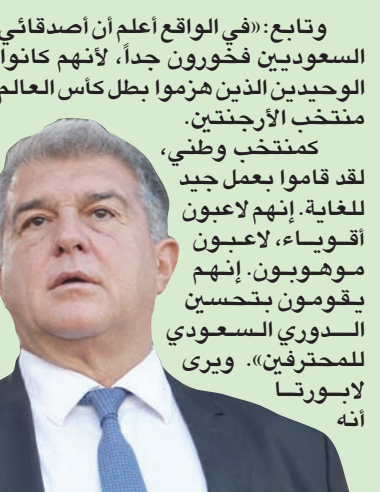 وتابع: «في الواقع أعلم أن أصدقائي
السعوديين فخورون جداً، لأنهم كانوا
الوحيدين الذين هزموا بطل كأس العالم
منتخب الأرجنتين.
كمنتخب وطني،
لقد قاموا بعمل جيد
للغاية. إنهم لاعبون
أقوياء، لاعبون
موهوبون. إنهم
يقومون بتحسين
الدوري السعودي
للمحترفين». ويرى
لابورتا
أنه